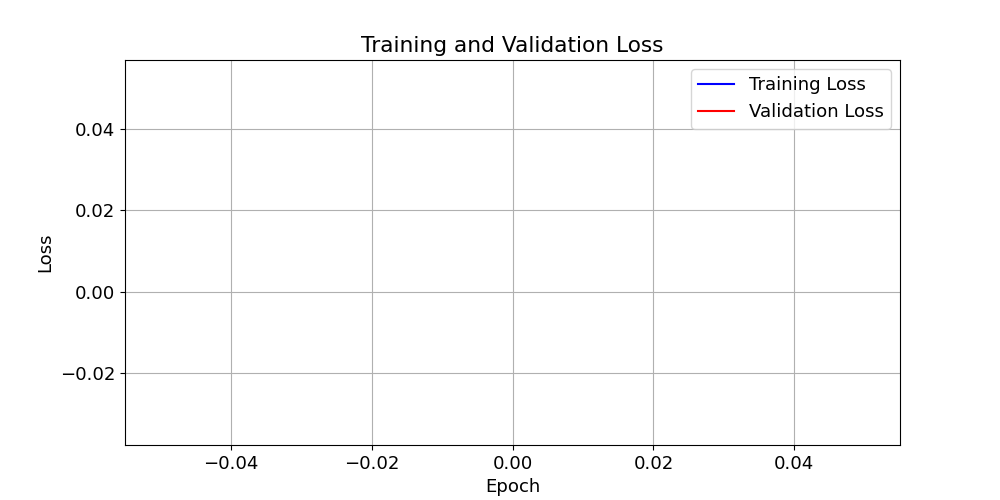 Training and Validation Loss
Training Loss
Validation Loss
0.04
0.02
0.00
−0.02
Loss
−0.04
−0.02
0.00
0.02
0.04
Epoch